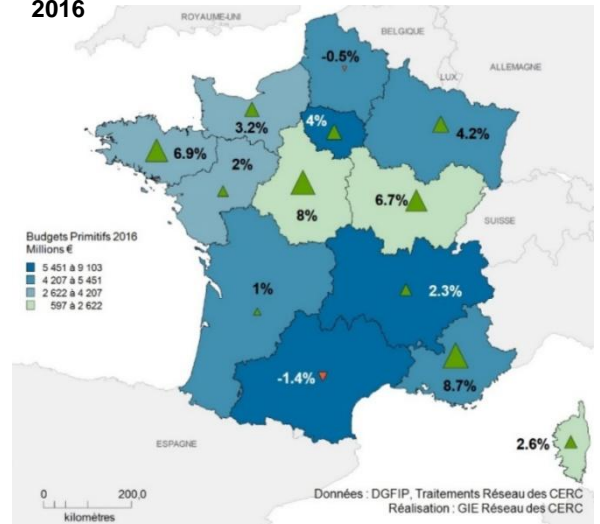 2016
ROYAUME-UNI
BELGIQUE
ALLEMAGNE
LUX.
-0.5%
4%
4.2%
3.2%
6.9%
2%
8%
6.7%
SUISSE
Budgets Primitifs 2016
Millions €
5 451 à 9 103
4 207 à 5 451
2 622 à 4 207
597 à 2 622
1%
2.3%
-1.4%
8.7%
ESPAGNE
2.6%
0 200,0
kilomètres
Données : DGFIP, Traitements Réseau des CERC
Réalisation : GIE Réseau des CERC